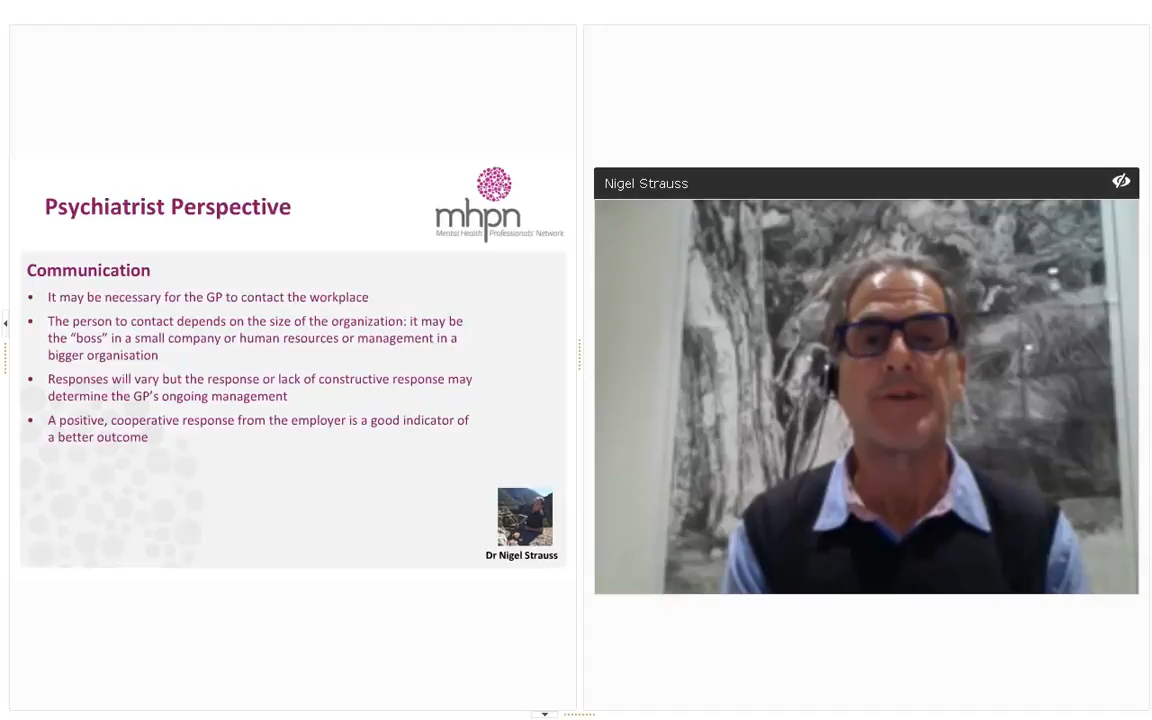 Psychiatrist Perspective
mhpn
Mental Health Professionals' Network
Communication
• It may be necessary for the GP to contact the workplace
• The person to contact depends on the size of the organization: it may be
the “boss” in a small company or human resources or management in a
bigger organisation
• Responses will vary but the response or lack of constructive response may
determine the GP’s ongoing management
• A positive, cooperative response from the employer is a good indicator of
a better outcome
Dr Nigel Strauss
Nigel Strauss